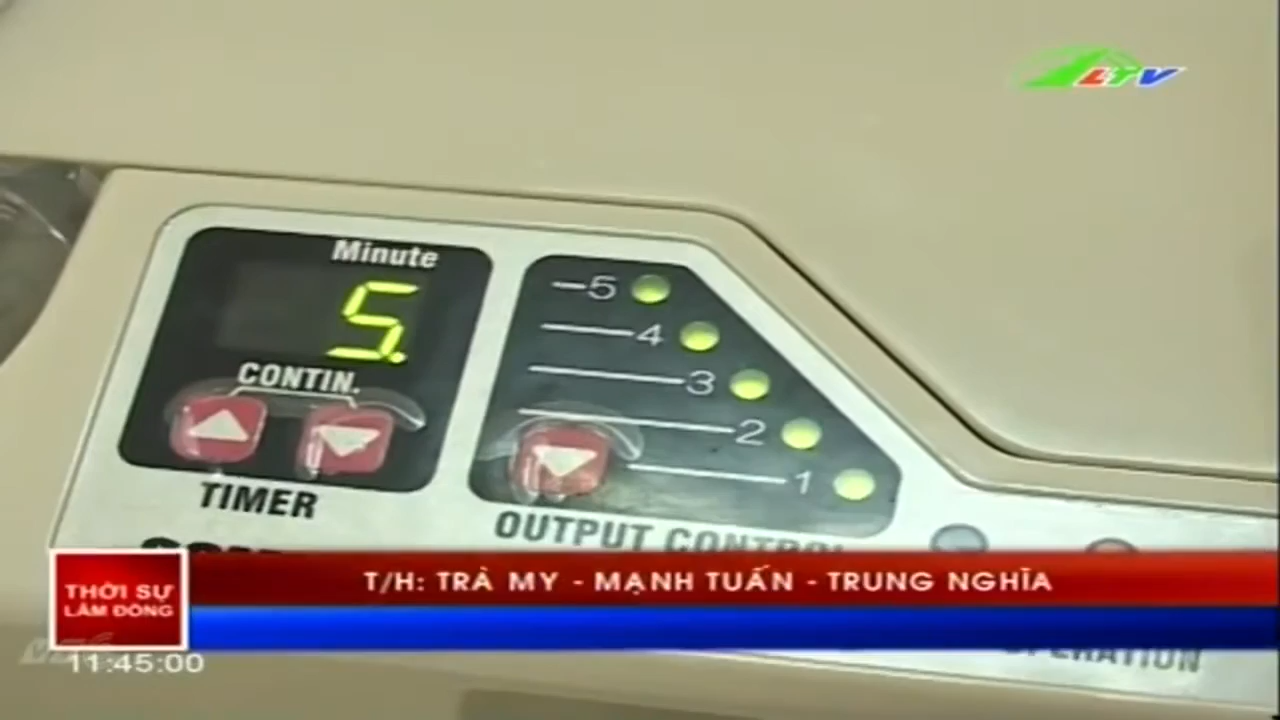 LTV
Minute
5.
CONTIN.
TIMER
5
4
3
2
1
OUTPUT CONTROL
T/H: TRÀ MY - MẠNH TUẤN - TRUNG NGHĨA
THỜI SỰ
LÂM ĐỒNG
11:45:00
OPERATION